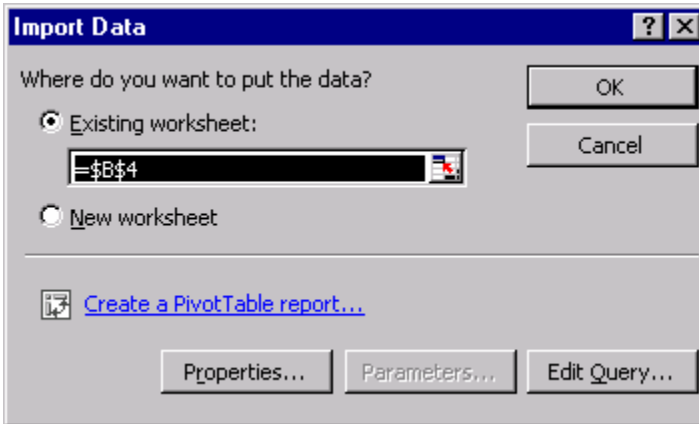 Import Data
Where do you want to put the data?
OK
Existing worksheet:
Cancel
=$B$4
New worksheet
Create a PivotTable report...
Properties...
Parameters...
Edit Query...